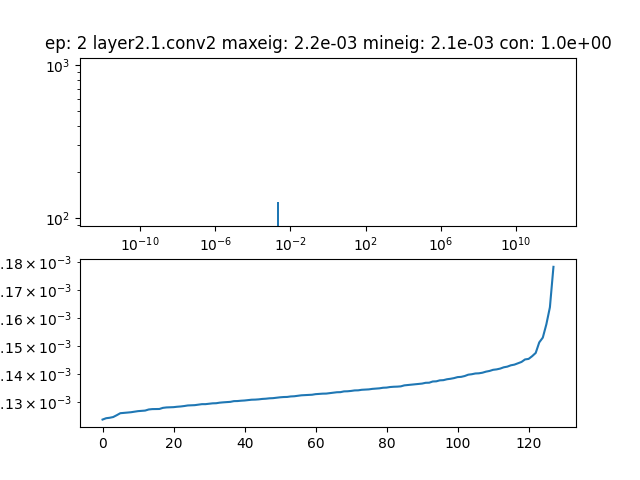 ep: 2 layer2.1.conv2 maxeig: 2.2e-03 mineig: 2.1e-03 con: 1.0e+00
10³
10²
10⁻¹⁰ 10⁻⁶ 10⁻² 10² 10⁶ 10¹⁰
.18 × 10⁻³
.17 × 10⁻³
.16 × 10⁻³
.15 × 10⁻³
.14 × 10⁻³
.13 × 10⁻³
0 20 40 60 80 100 120